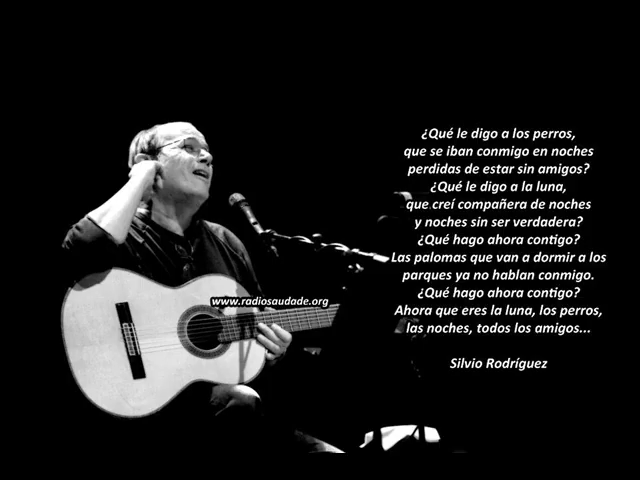 ¿Qué le digo a los perros,
que se iban conmigo en noches
perdidas de estar sin amigos?
¿Qué le digo a la luna,
que creí compañera de noches
y noches sin ser verdadera?
¿Qué hago ahora contigo?
Las palomas que van a dormir a los
parques ya no hablan conmigo.
¿Qué hago ahora contigo?
Ahora que eres la luna, los perros,
las noches, todos los amigos...
Silvio Rodríguez
www.radiosaudade.org